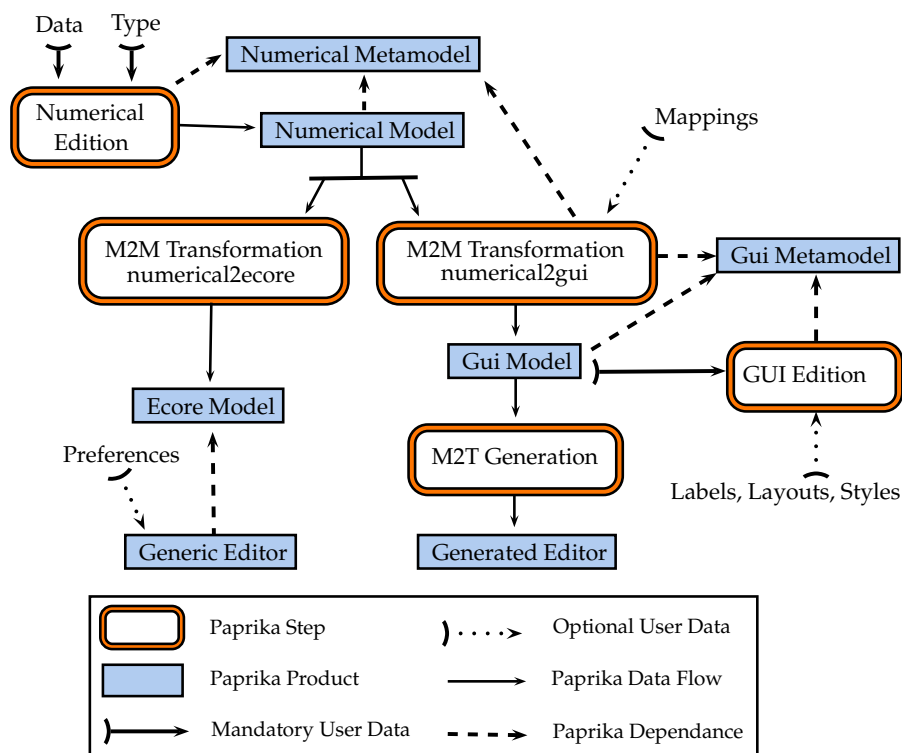 Data
Type
Numerical Metamodel
Numerical
Edition
Numerical Model
Mappings
M2M Transformation
numerical2ecore
M2M Transformation
numerical2gui
Gui Metamodel
Gui Model
GUI Edition
Ecore Model
Preferences
M2T Generation
Labels, Layouts, Styles
Generic Editor
Generated Editor
Paprika Step
Optional User Data
Paprika Product
Paprika Data Flow
Mandatory User Data
Paprika Dependance